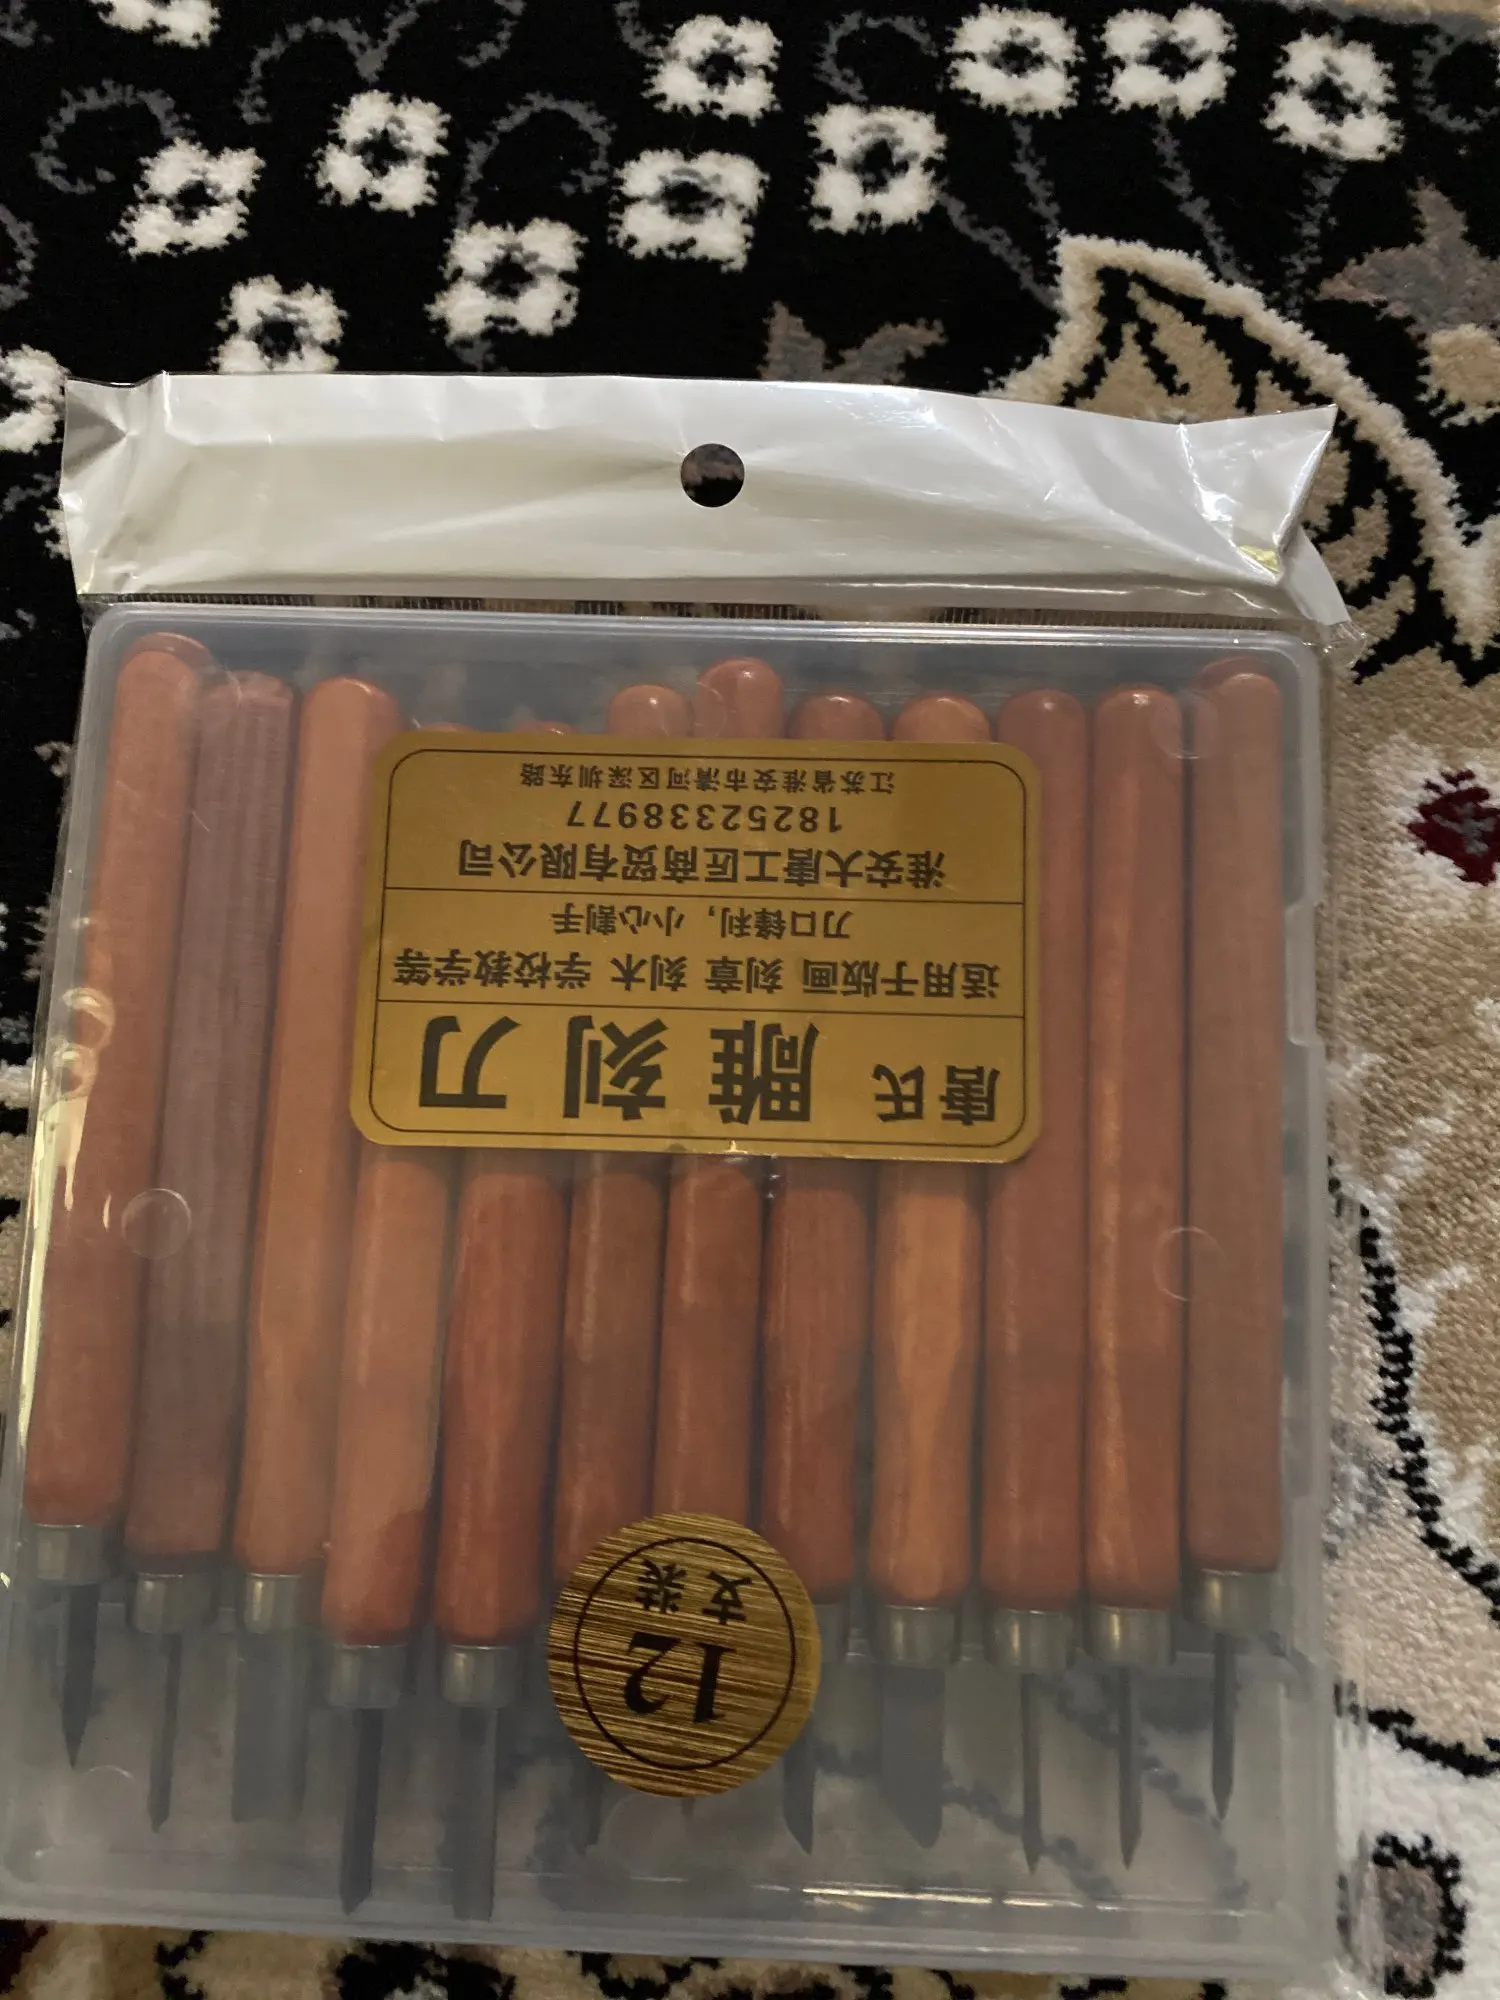 唐氏 雕刻刀
适用于版画 刻章 刻木 学校教学等
刀口锋利，小心割手
淮安大唐工匠商贸有限公司
18252338977
江苏省淮安市清河区深圳东路
12
支装